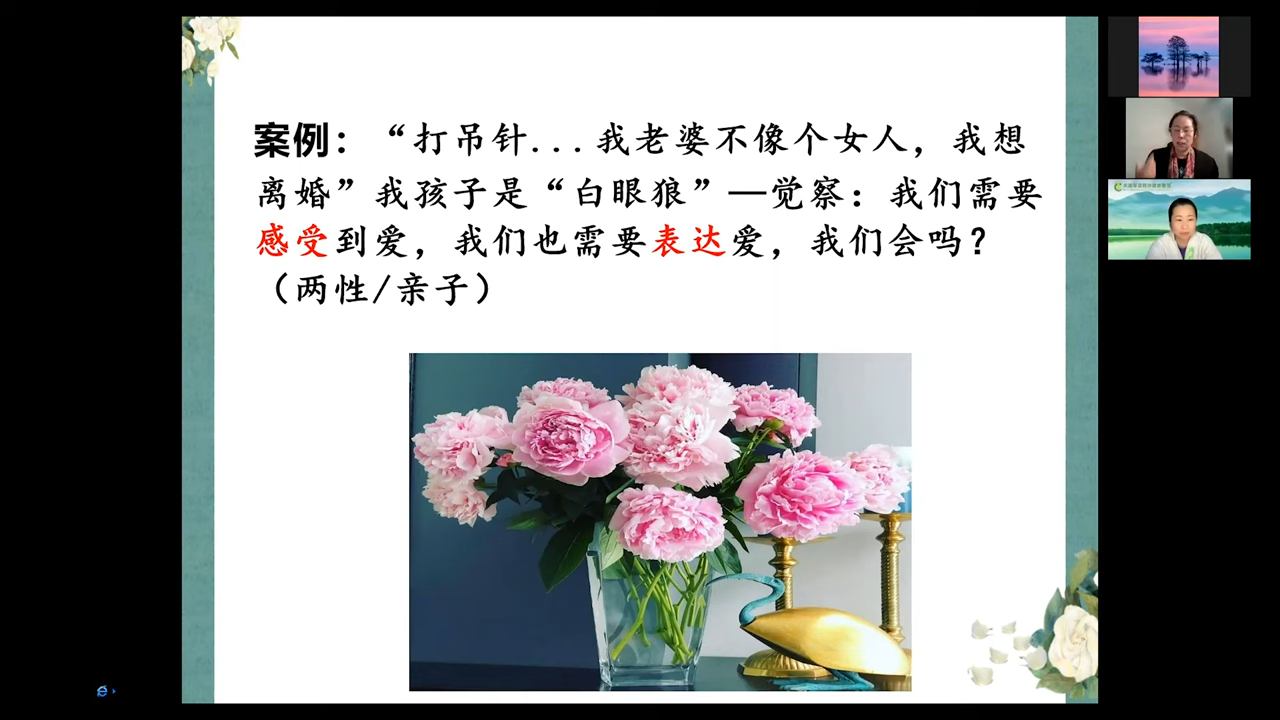 案例：“打吊针...我老婆不像个女人，我想
离婚”我孩子是“白眼狼”—觉察：我们需要
感受到爱，我们也需要表达爱，我们会吗？
（两性/亲子）